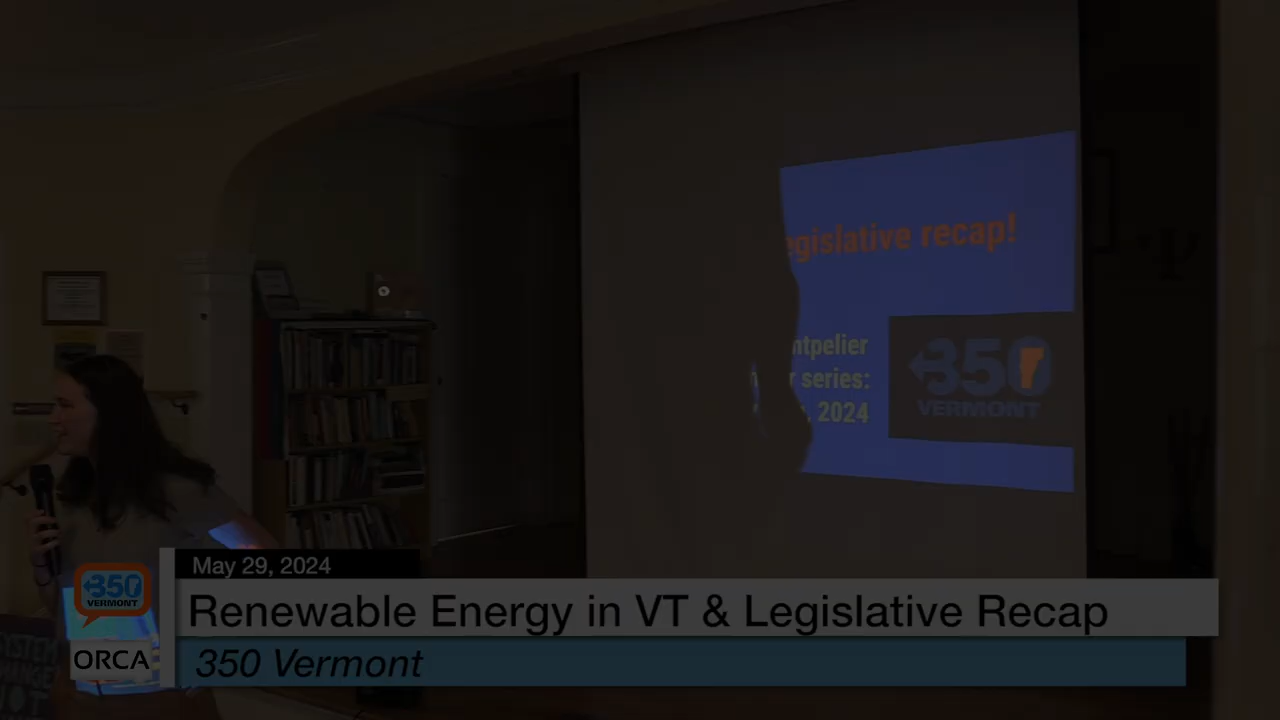 egislative recap!
ntpelier
r series:
, 2024
350
VERMONT
May 29, 2024
350
VERMONT
Renewable Energy in VT & Legislative Recap
ORCA
350 Vermont